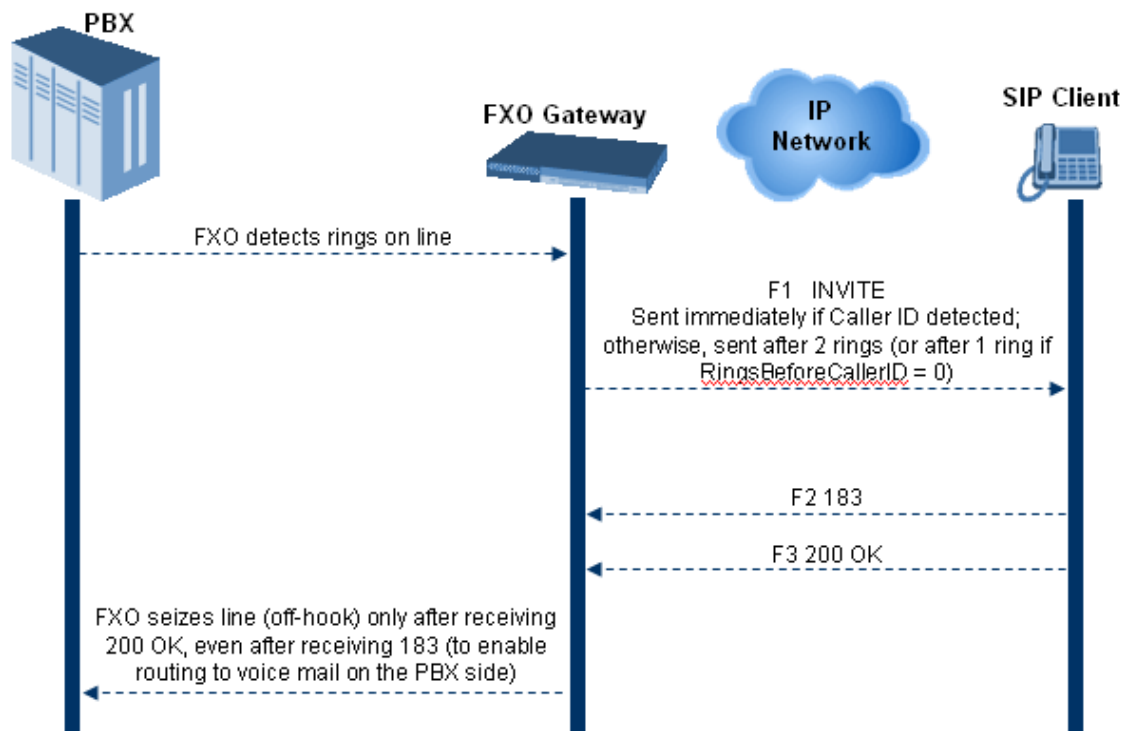 PBX
FXO Gateway
IP
Network
SIP Client
FXO detects rings on line
F1 INVITE
Sent immediately if Caller ID detected;
otherwise, sent after 2 rings (or after 1 ring if
RingsBeforeCallerID = 0)
F2 183
F3 200 OK
FXO seizes line (off-hook) only after receiving
200 OK, even after receiving 183 (to enable
routing to voice mail on the PBX side)